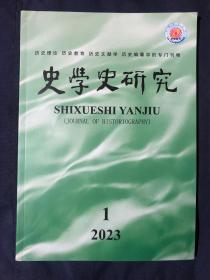 历史理论 历史教育 历史文献学 历史编纂学的专门刊物
史學史研究
SHIXUESHI YANJIU
(JOURNAL OF HISTORIOGRAPHY)
1
2023